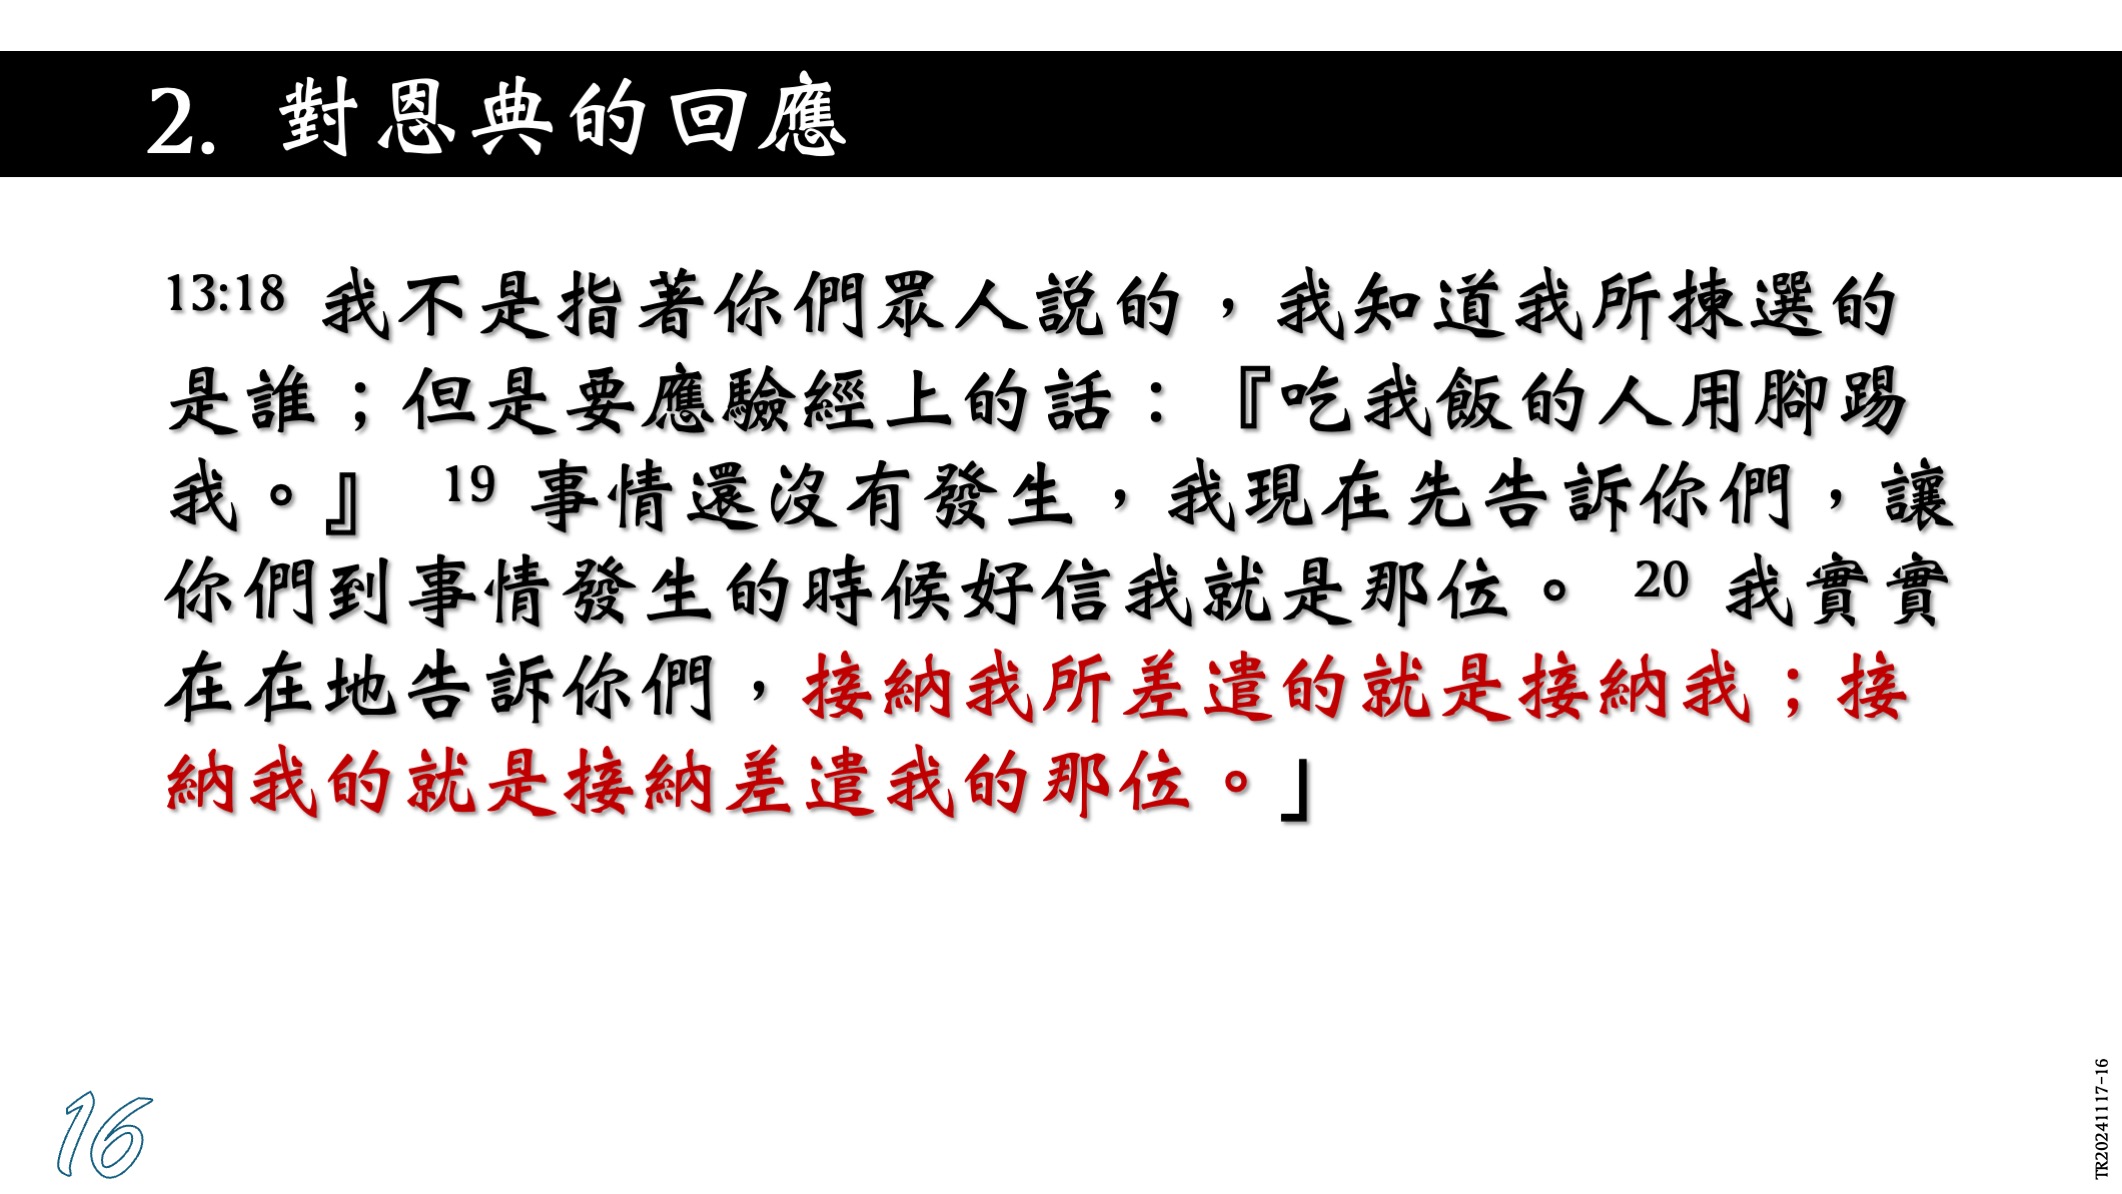 2. 對恩典的回應
13:18 我不是指著你們眾人說的，我知道我所揀選的
是誰；但是要應驗經上的話：『吃我飯的人用腳踢
我。』 19 事情還沒有發生，我現在先告訴你們，讓
你們到事情發生的時候好信我就是那位。 20 我實實
在在地告訴你們，接納我所差遣的就是接納我；接
納我的就是接納差遣我的那位。」
16
TR20241117-16